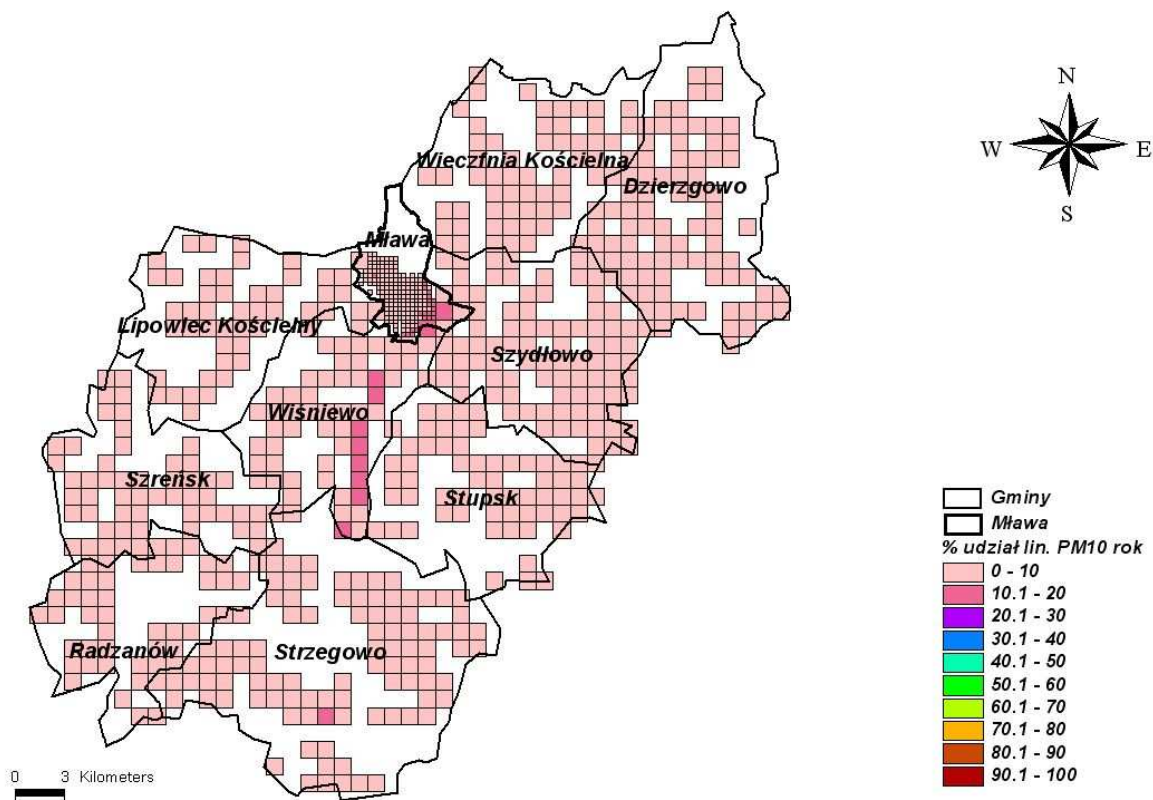 N
W E
S
Wieczfnia Kościelna
Dzierzgowo
Mława
Lipowiec Kościelny
Szydłowo
Wiśniewo
Szreńsk
Stupsk
Radzanów
Strzegowo
Gminy
Mława
% udział lin. PM10 rok
0 - 10
10.1 - 20
20.1 - 30
30.1 - 40
40.1 - 50
50.1 - 60
60.1 - 70
70.1 - 80
80.1 - 90
90.1 - 100
0 3 Kilometers